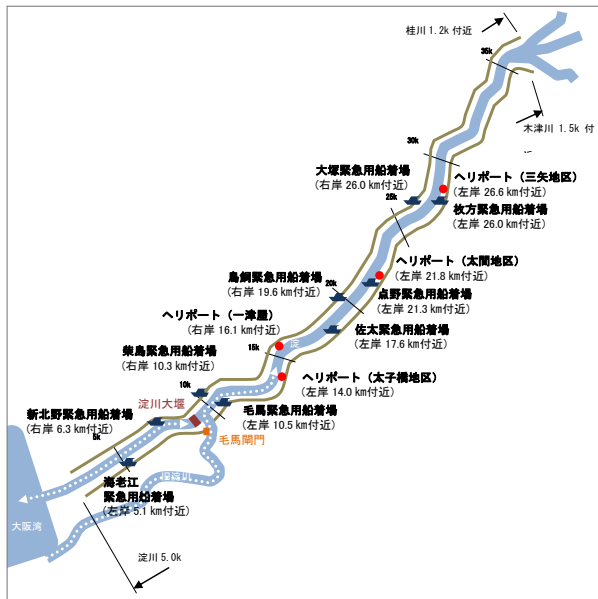 桂川 1.2k 付近
35k
木津川 1.5k 付
30k
大塚緊急用船着場
(右岸 26.0 km付近)
ヘリポート（三矢地区）
(左岸 26.6 km付近)
25k
枚方緊急用船着場
(左岸 26.0 km付近)
ヘリポート（太間地区）
(左岸 21.8 km付近)
鳥飼緊急用船着場
(右岸 19.6 km付近)
20k
点野緊急用船着場
(左岸 21.3 km付近)
ヘリポート（一津屋）
(右岸 16.1 km付近)
淀
佐太緊急用船着場
(左岸 17.6 km付近)
柴島緊急用船着場
(右岸 10.3 km付近)
15k
ヘリポート（太子橋地区）
(左岸 14.0 km付近)
10k
淀川大堰
毛馬緊急用船着場
(左岸 10.5 km付近)
新北野緊急用船着場
(右岸 6.3 km付近)
5k
毛馬閘門
旧淀川
海老江
緊急用船着場
(左岸 5.1 km付近)
大阪湾
淀川 5.0k